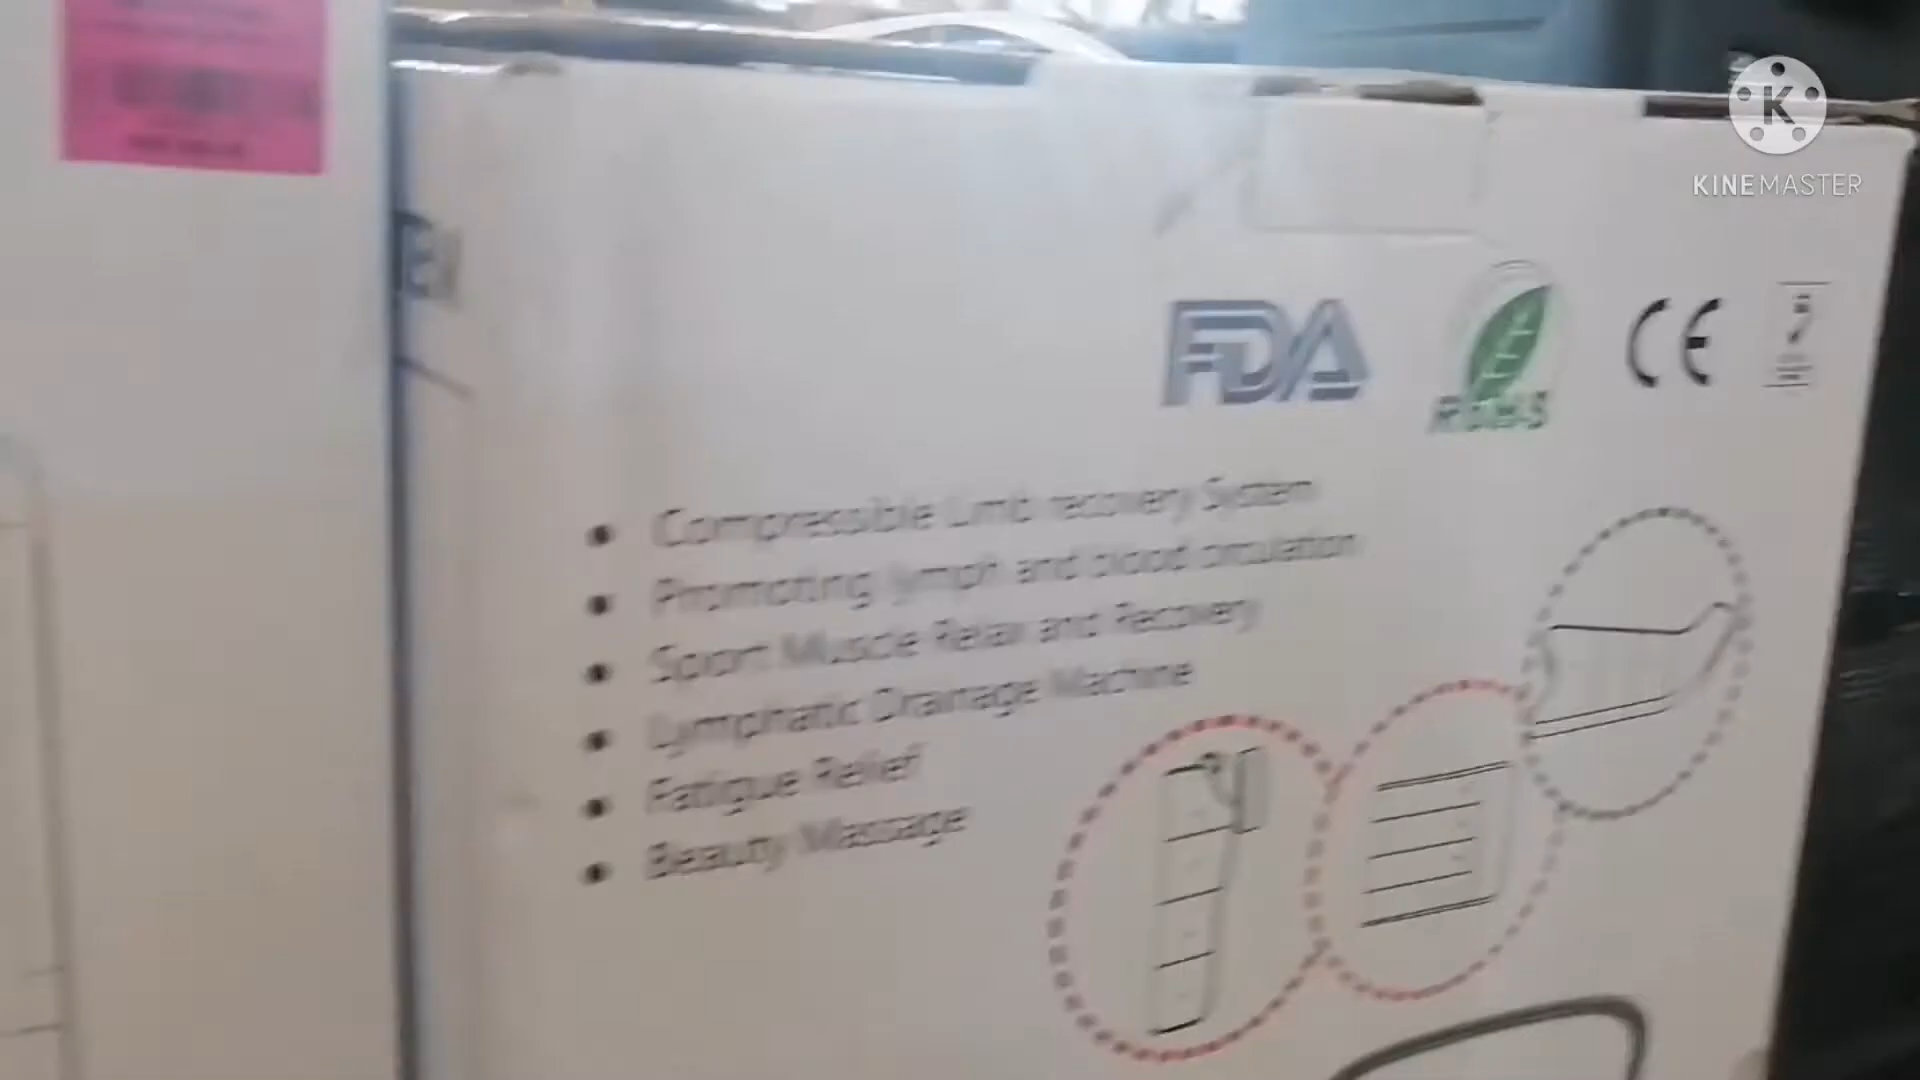 KINEMASTER
FDA
RoHS
CE
Compressible Limb recovery System
Promoting lymph and blood circulation
Sport Muscle Relax and Recovery
Lymphatic Drainage Machine
Fatigue Relief
Beauty Massage